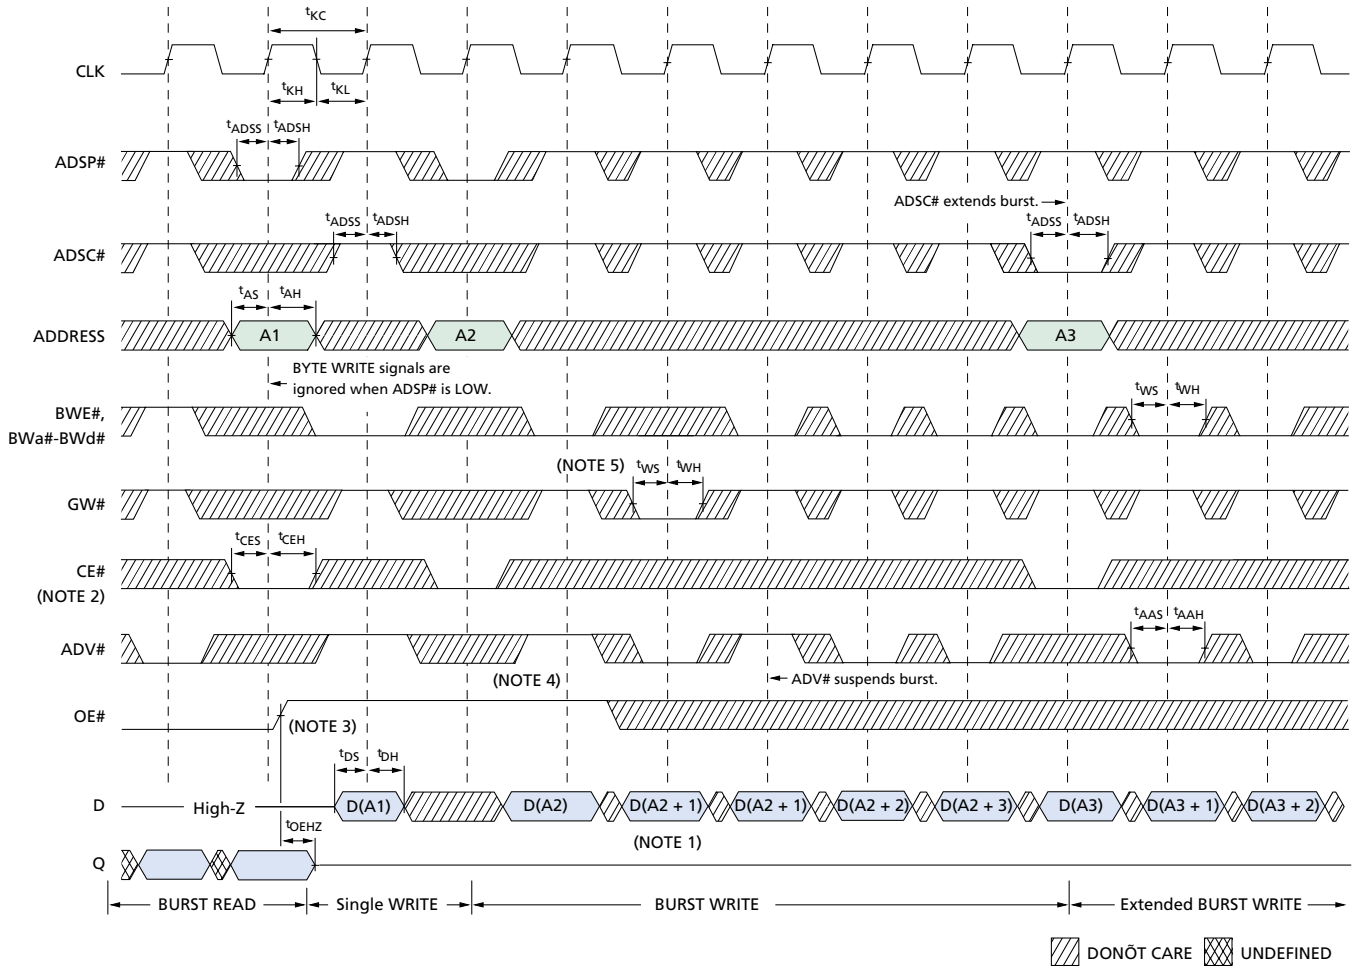 tKC
CLK
tKH tKL
tADSS tADSH
ADSP#
ADSC# extends burst.
tADSS tADSH tADSS tADSH
ADSC#
tAS tAH
ADDRESS A1 A2 A3
BYTE WRITE signals are
ignored when ADSP# is LOW.
BWE#,
BWa#-BWd#
tWS tWH
(NOTE 5) tWS tWH
GW#
tCES tCEH
CE#
(NOTE 2)
tAAS tAAH
ADV#
(NOTE 4) ADV# suspends burst.
OE#
(NOTE 3)
tDS tDH
D High-Z D(A1) D(A2) D(A2 + 1) D(A2 + 1) D(A2 + 2) D(A2 + 3) D(A3) D(A3 + 1) D(A3 + 2)
tOEHZ
(NOTE 1)
Q
BURST READ Single WRITE BURST WRITE Extended BURST WRITE
DONÕT CARE UNDEFINED